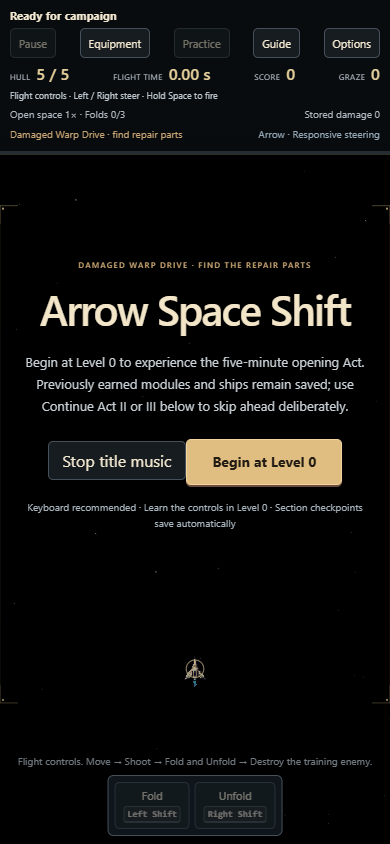 Ready for campaign
Pause Equipment Practice Guide Options
HULL 5 / 5 FLIGHT TIME 0.00 s SCORE 0 GRAZE 0
Flight controls · Left / Right steer · Hold Space to fire
Open space 1× · Folds 0/3 Stored damage 0
Damaged Warp Drive · find repair parts Arrow · Responsive steering
DAMAGED WARP DRIVE · FIND THE REPAIR PARTS
Arrow Space Shift
Begin at Level 0 to experience the five-minute opening Act.
Previously earned modules and ships remain saved; use
Continue Act II or III below to skip ahead deliberately.
Stop title music Begin at Level 0
Keyboard recommended · Learn the controls in Level 0 · Section checkpoints
save automatically
Flight controls. Move → Shoot → Fold and Unfold → Destroy the training enemy.
Fold Unfold
Left Shift Right Shift